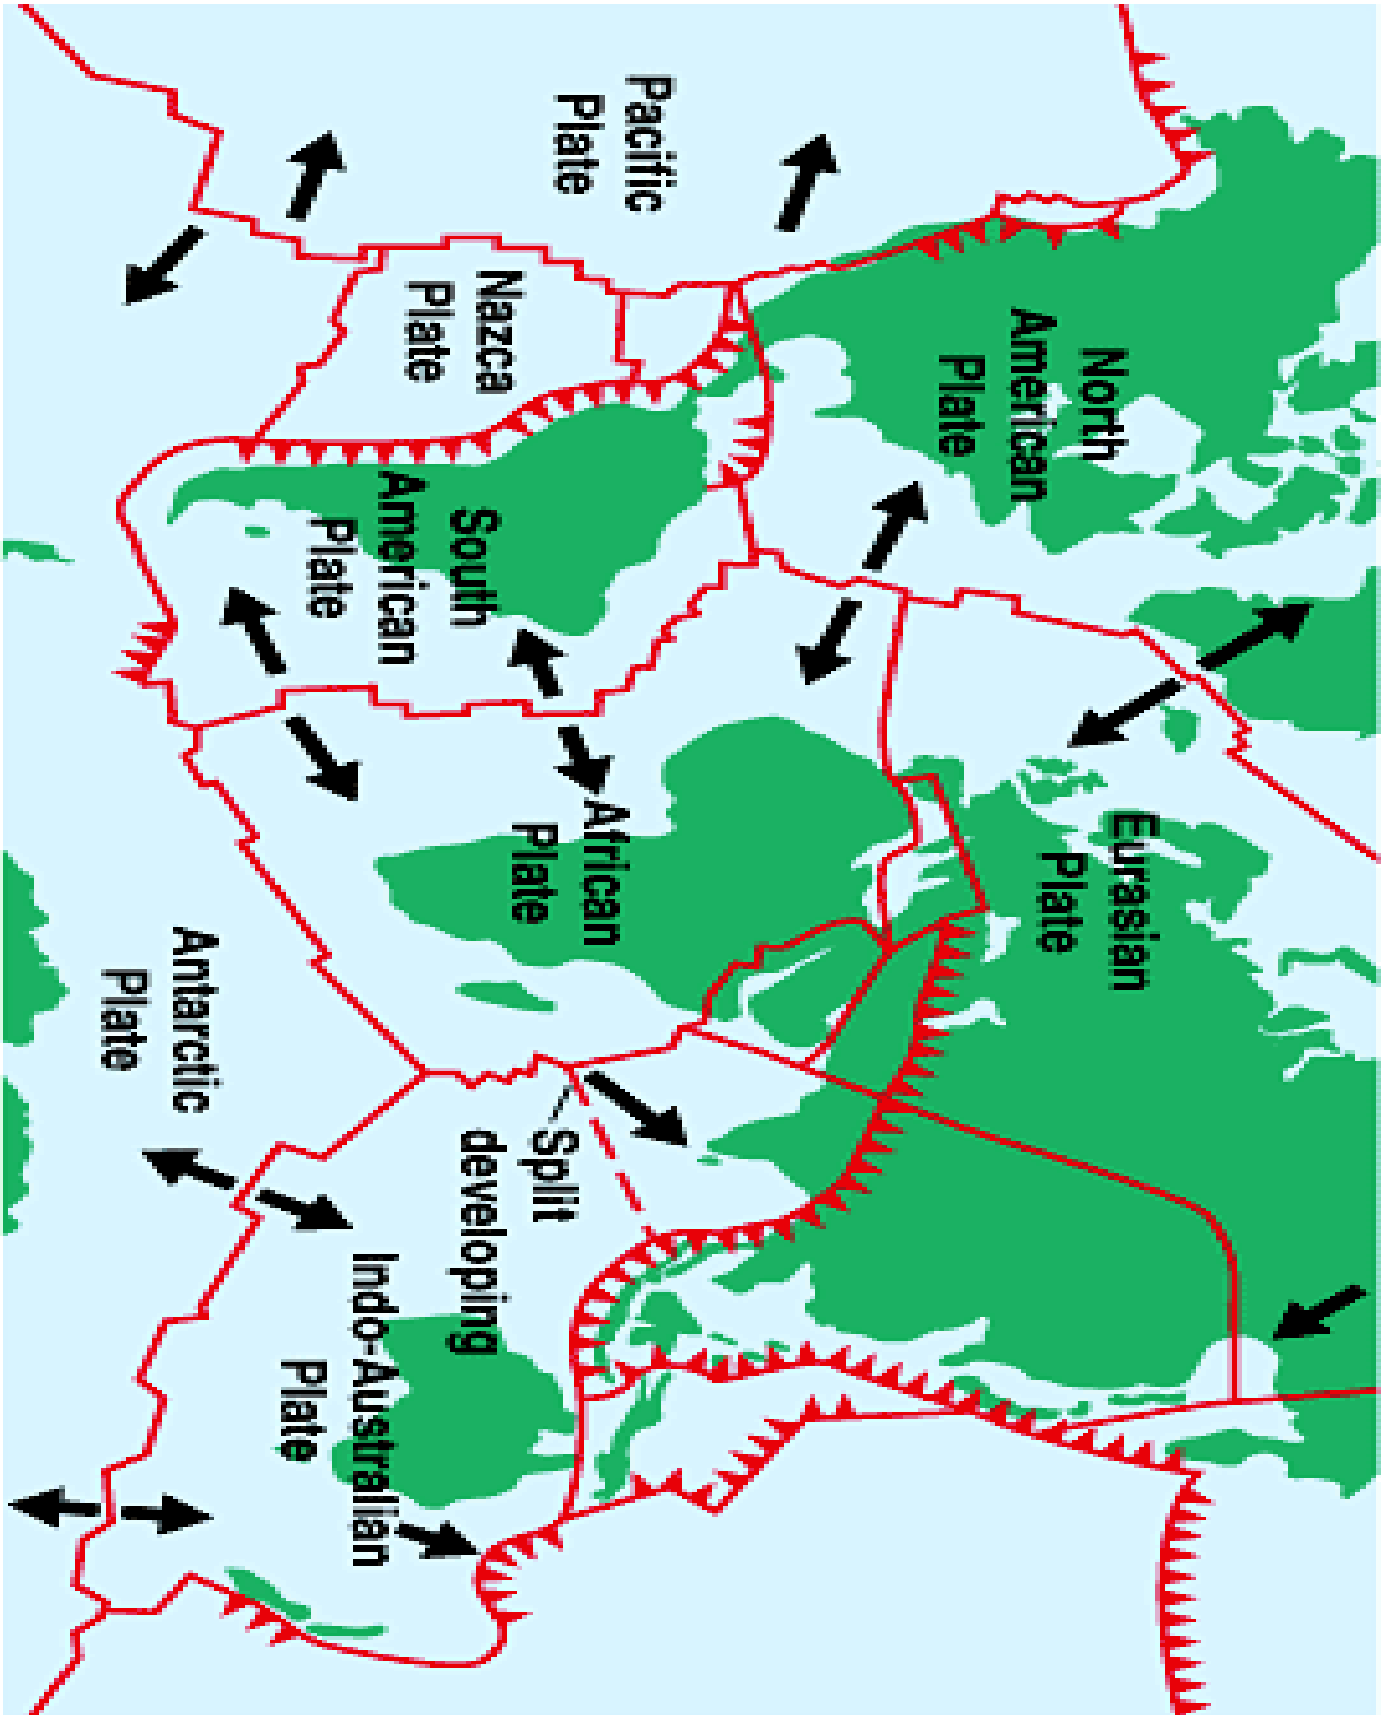 North
American
Plate
Eurasian
Plate
Pacific
Plate
Nazca
Plate
South
American
Plate
African
Plate
Split
developing
Indo-Australian
Plate
Antarctic
Plate